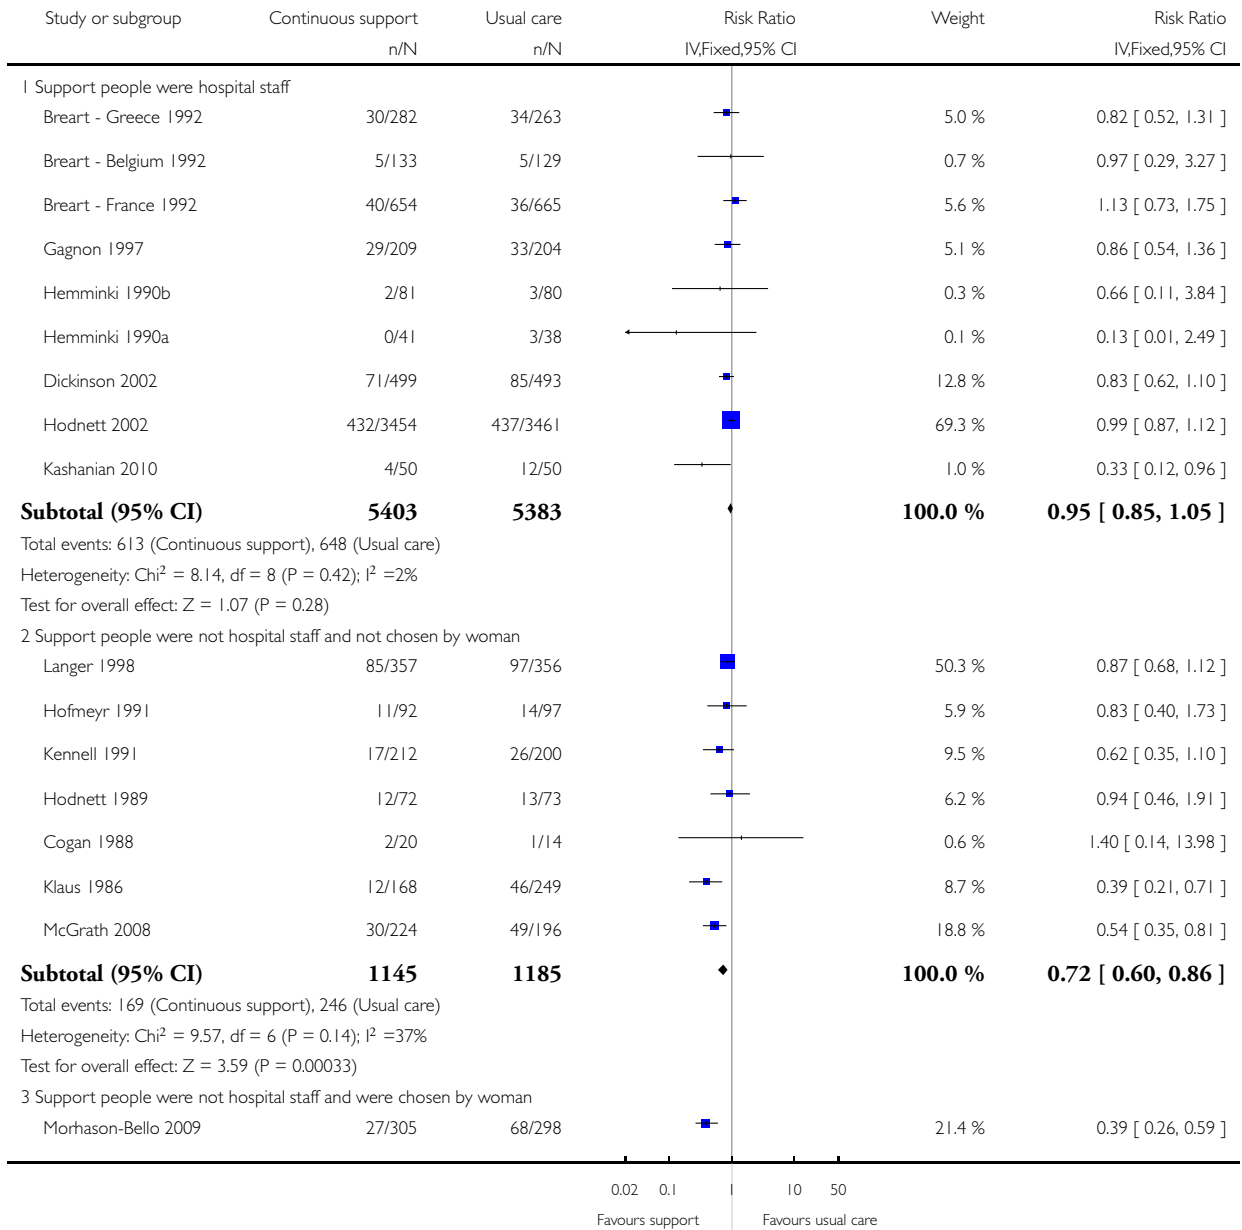 Study or subgroup Continuous support Usual care Risk Ratio Weight Risk Ratio
n/N n/N IV,Fixed,95% CI IV,Fixed,95% CI
1 Support people were hospital staff
Breart - Greece 1992 30/282 34/263 5.0 % 0.82 [ 0.52, 1.31 ]
Breart - Belgium 1992 5/133 5/129 0.7 % 0.97 [ 0.29, 3.27 ]
Breart - France 1992 40/654 36/665 5.6 % 1.13 [ 0.73, 1.75 ]
Gagnon 1997 29/209 33/204 5.1 % 0.86 [ 0.54, 1.36 ]
Hemminki 1990b 2/81 3/80 0.3 % 0.66 [ 0.11, 3.84 ]
Hemminki 1990a 0/41 3/38 0.1 % 0.13 [ 0.01, 2.49 ]
Dickinson 2002 71/499 85/493 12.8 % 0.83 [ 0.62, 1.10 ]
Hodnett 2002 432/3454 437/3461 69.3 % 0.99 [ 0.87, 1.12 ]
Kashanian 2010 4/50 12/50 1.0 % 0.33 [ 0.12, 0.96 ]
Subtotal (95% CI) 5403 5383 100.0 % 0.95 [ 0.85, 1.05 ]
Total events: 613 (Continuous support), 648 (Usual care)
Heterogeneity: Chi² = 8.14, df = 8 (P = 0.42); I² =2%
Test for overall effect: Z = 1.07 (P = 0.28)
2 Support people were not hospital staff and not chosen by woman
Langer 1998 85/357 97/356 50.3 % 0.87 [ 0.68, 1.12 ]
Hofmeyr 1991 11/92 14/97 5.9 % 0.83 [ 0.40, 1.73 ]
Kennell 1991 17/212 26/200 9.5 % 0.62 [ 0.35, 1.10 ]
Hodnett 1989 12/72 13/73 6.2 % 0.94 [ 0.46, 1.91 ]
Cogan 1988 2/20 1/14 0.6 % 1.40 [ 0.14, 13.98 ]
Klaus 1986 12/168 46/249 8.7 % 0.39 [ 0.21, 0.71 ]
McGrath 2008 30/224 49/196 18.8 % 0.54 [ 0.35, 0.81 ]
Subtotal (95% CI) 1145 1185 100.0 % 0.72 [ 0.60, 0.86 ]
Total events: 169 (Continuous support), 246 (Usual care)
Heterogeneity: Chi² = 9.57, df = 6 (P = 0.14); I² =37%
Test for overall effect: Z = 3.59 (P = 0.00033)
3 Support people were not hospital staff and were chosen by woman
Morhason-Bello 2009 27/305 68/298 21.4 % 0.39 [ 0.26, 0.59 ]
0.02 0.1 1 10 50
Favours support Favours usual care